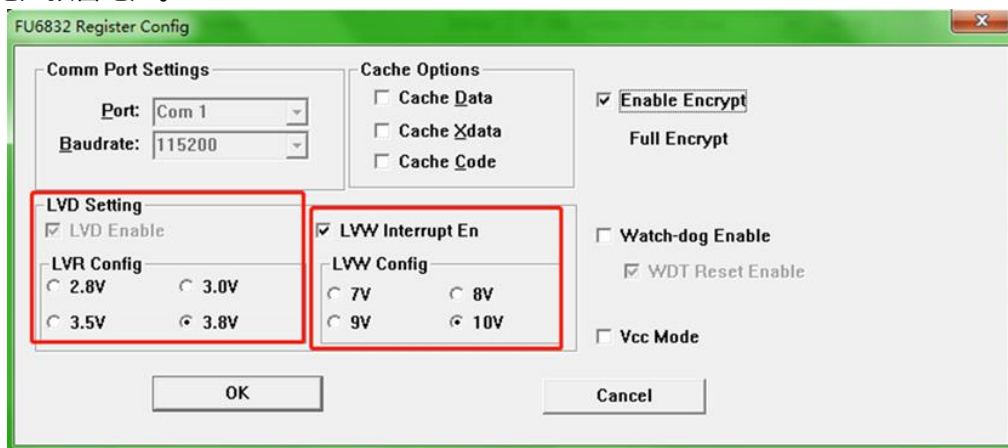 FU6832 Register Config
Comm Port Settings
Port: Com 1
Baudrate: 115200
Cache Options
Cache Data
Cache Xdata
Cache Code
Enable Encrypt
Full Encrypt
LVD Setting
LVD Enable
LVR Config
2.8V 3.0V
3.5V 3.8V
LVW Interrupt En
LVW Config
7V 8V
9V 10V
Watch-dog Enable
WDT Reset Enable
Vcc Mode
OK
Cancel